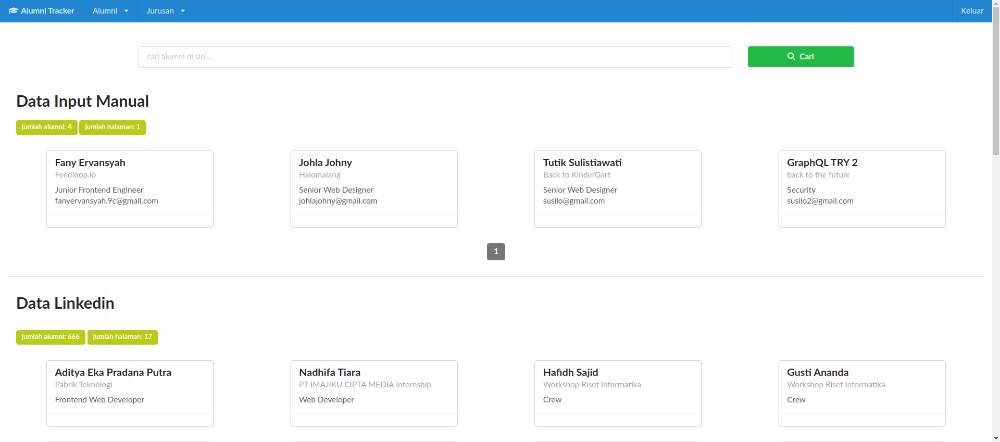 Alumni Tracker Alumni Jurusan Keluar
cari alumni di sini...
Cari
Data Input Manual
jumlah alumni: 4 jumlah halaman: 1
Fany Ervansyah
Feedloop.io
Junior Frontend Engineer
fanyervansyah.9c@gmail.com
Johla Johny
Halomalang
Senior Web Designer
johlajohny@gmail.com
Tutik Sulistiawati
Back to KinderGart
Senior Web Designer
susilo@gmail.com
GraphQL TRY 2
back to the future
Security
susilo2@gmail.com
1
Data Linkedin
jumlah alumni: 666 jumlah halaman: 17
Aditya Eka Pradana Putra
Pabrik Teknologi
Frontend Web Developer
Nadhifa Tiara
PT IMAJIKU CIPTA MEDIA Internship
Web Developer
Hafidh Sajid
Workshop Riset Informatika
Crew
Gusti Ananda
Workshop Riset Informatika
Crew